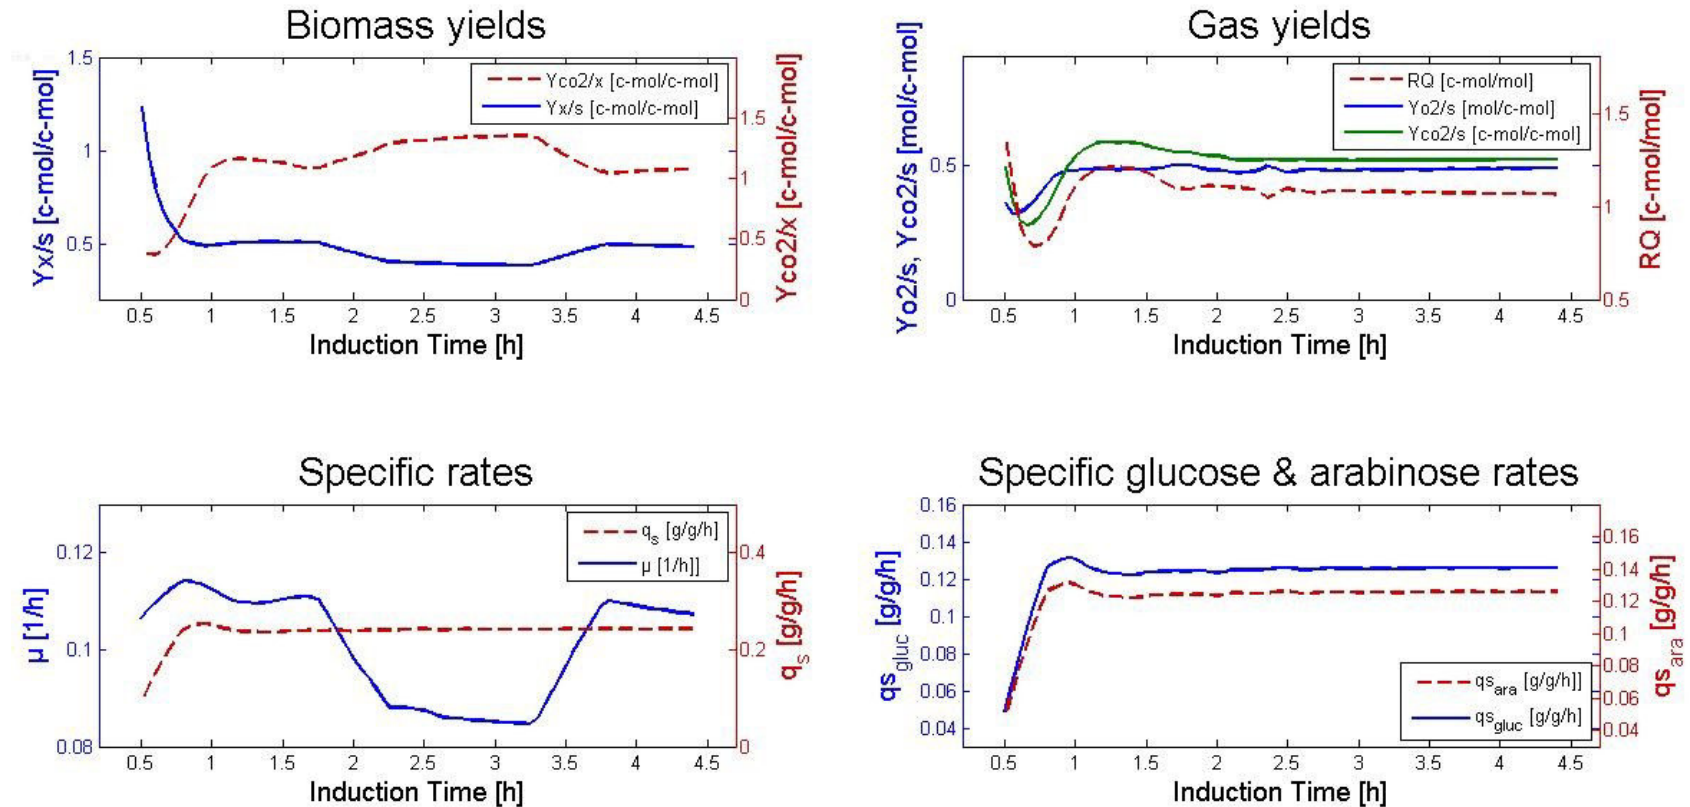 Biomass yields
Yx/s [c-mol/c-mol]
1.5
1
0.5
Yco2/x [c-mol/c-mol]
Yx/s [c-mol/c-mol]
1.5
1
0.5
0
Yco2/x [c-mol/c-mol]
0.5 1 1.5 2 2.5 3 3.5 4 4.5
Induction Time [h]
Gas yields
Yo2/s, Yco2/s [mol/c-mol]
0.5
0
RQ [c-mol/mol]
Yo2/s [mol/c-mol]
Yco2/s [c-mol/c-mol]
1.5
1
0.5
RQ [c-mol/mol]
0.5 1 1.5 2 2.5 3 3.5 4 4.5
Induction Time [h]
Specific rates
µ [1/h]
0.12
0.1
0.08
qs [g/g/h]
µ [1/h]]
0.4
0.2
0
qs [g/g/h]
0.5 1 1.5 2 2.5 3 3.5 4 4.5
Induction Time [h]
Specific glucose & arabinose rates
qsgluc [g/g/h]
0.16
0.14
0.12
0.1
0.08
0.06
0.04
qsara [g/g/h]]
qsgluc [g/g/h]
0.16
0.14
0.12
0.1
0.08
0.06
0.04
qsara [g/g/h]
0.5 1 1.5 2 2.5 3 3.5 4 4.5
Induction Time [h]